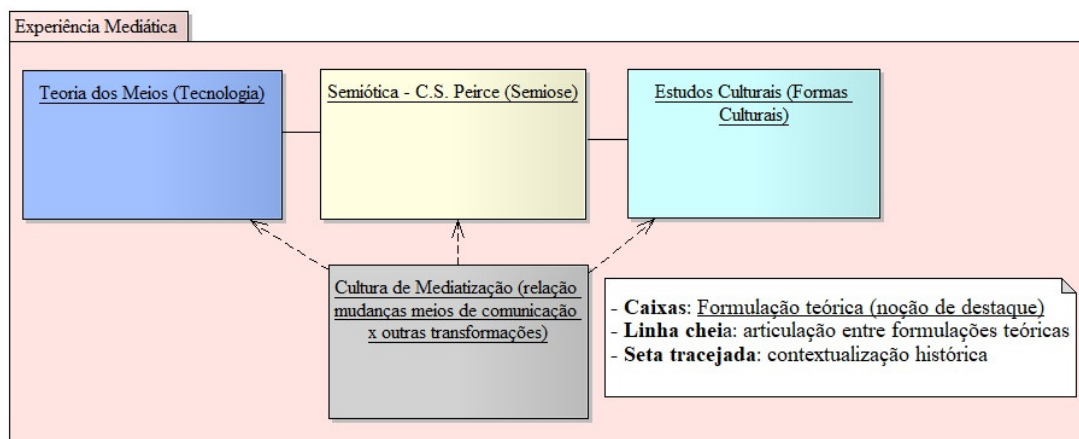 Experiência Mediática
Teoria dos Meios (Tecnologia)
Semiótica - C.S. Peirce (Semiose)
Estudos Culturais (Formas
Culturais)
Cultura de Mediatização (relação
mudanças meios de comunicação
x outras transformações)
- Caixas: Formulação teórica (noção de destaque)
- Linha cheia: articulação entre formulações teóricas
- Seta tracejada: contextualização histórica